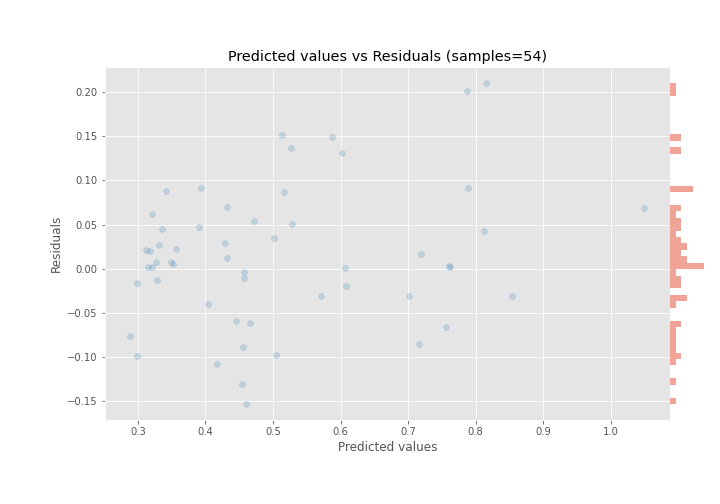 Predicted values vs Residuals (samples=54)
0.20
0.15
0.10
0.05
0.00
−0.05
−0.10
−0.15
Residuals
0.3 0.4 0.5 0.6 0.7 0.8 0.9 1.0
Predicted values